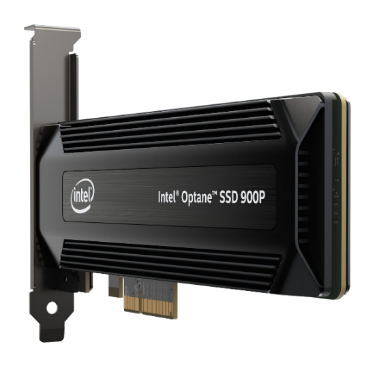 intel
Intel® Optane™ SSD 900P